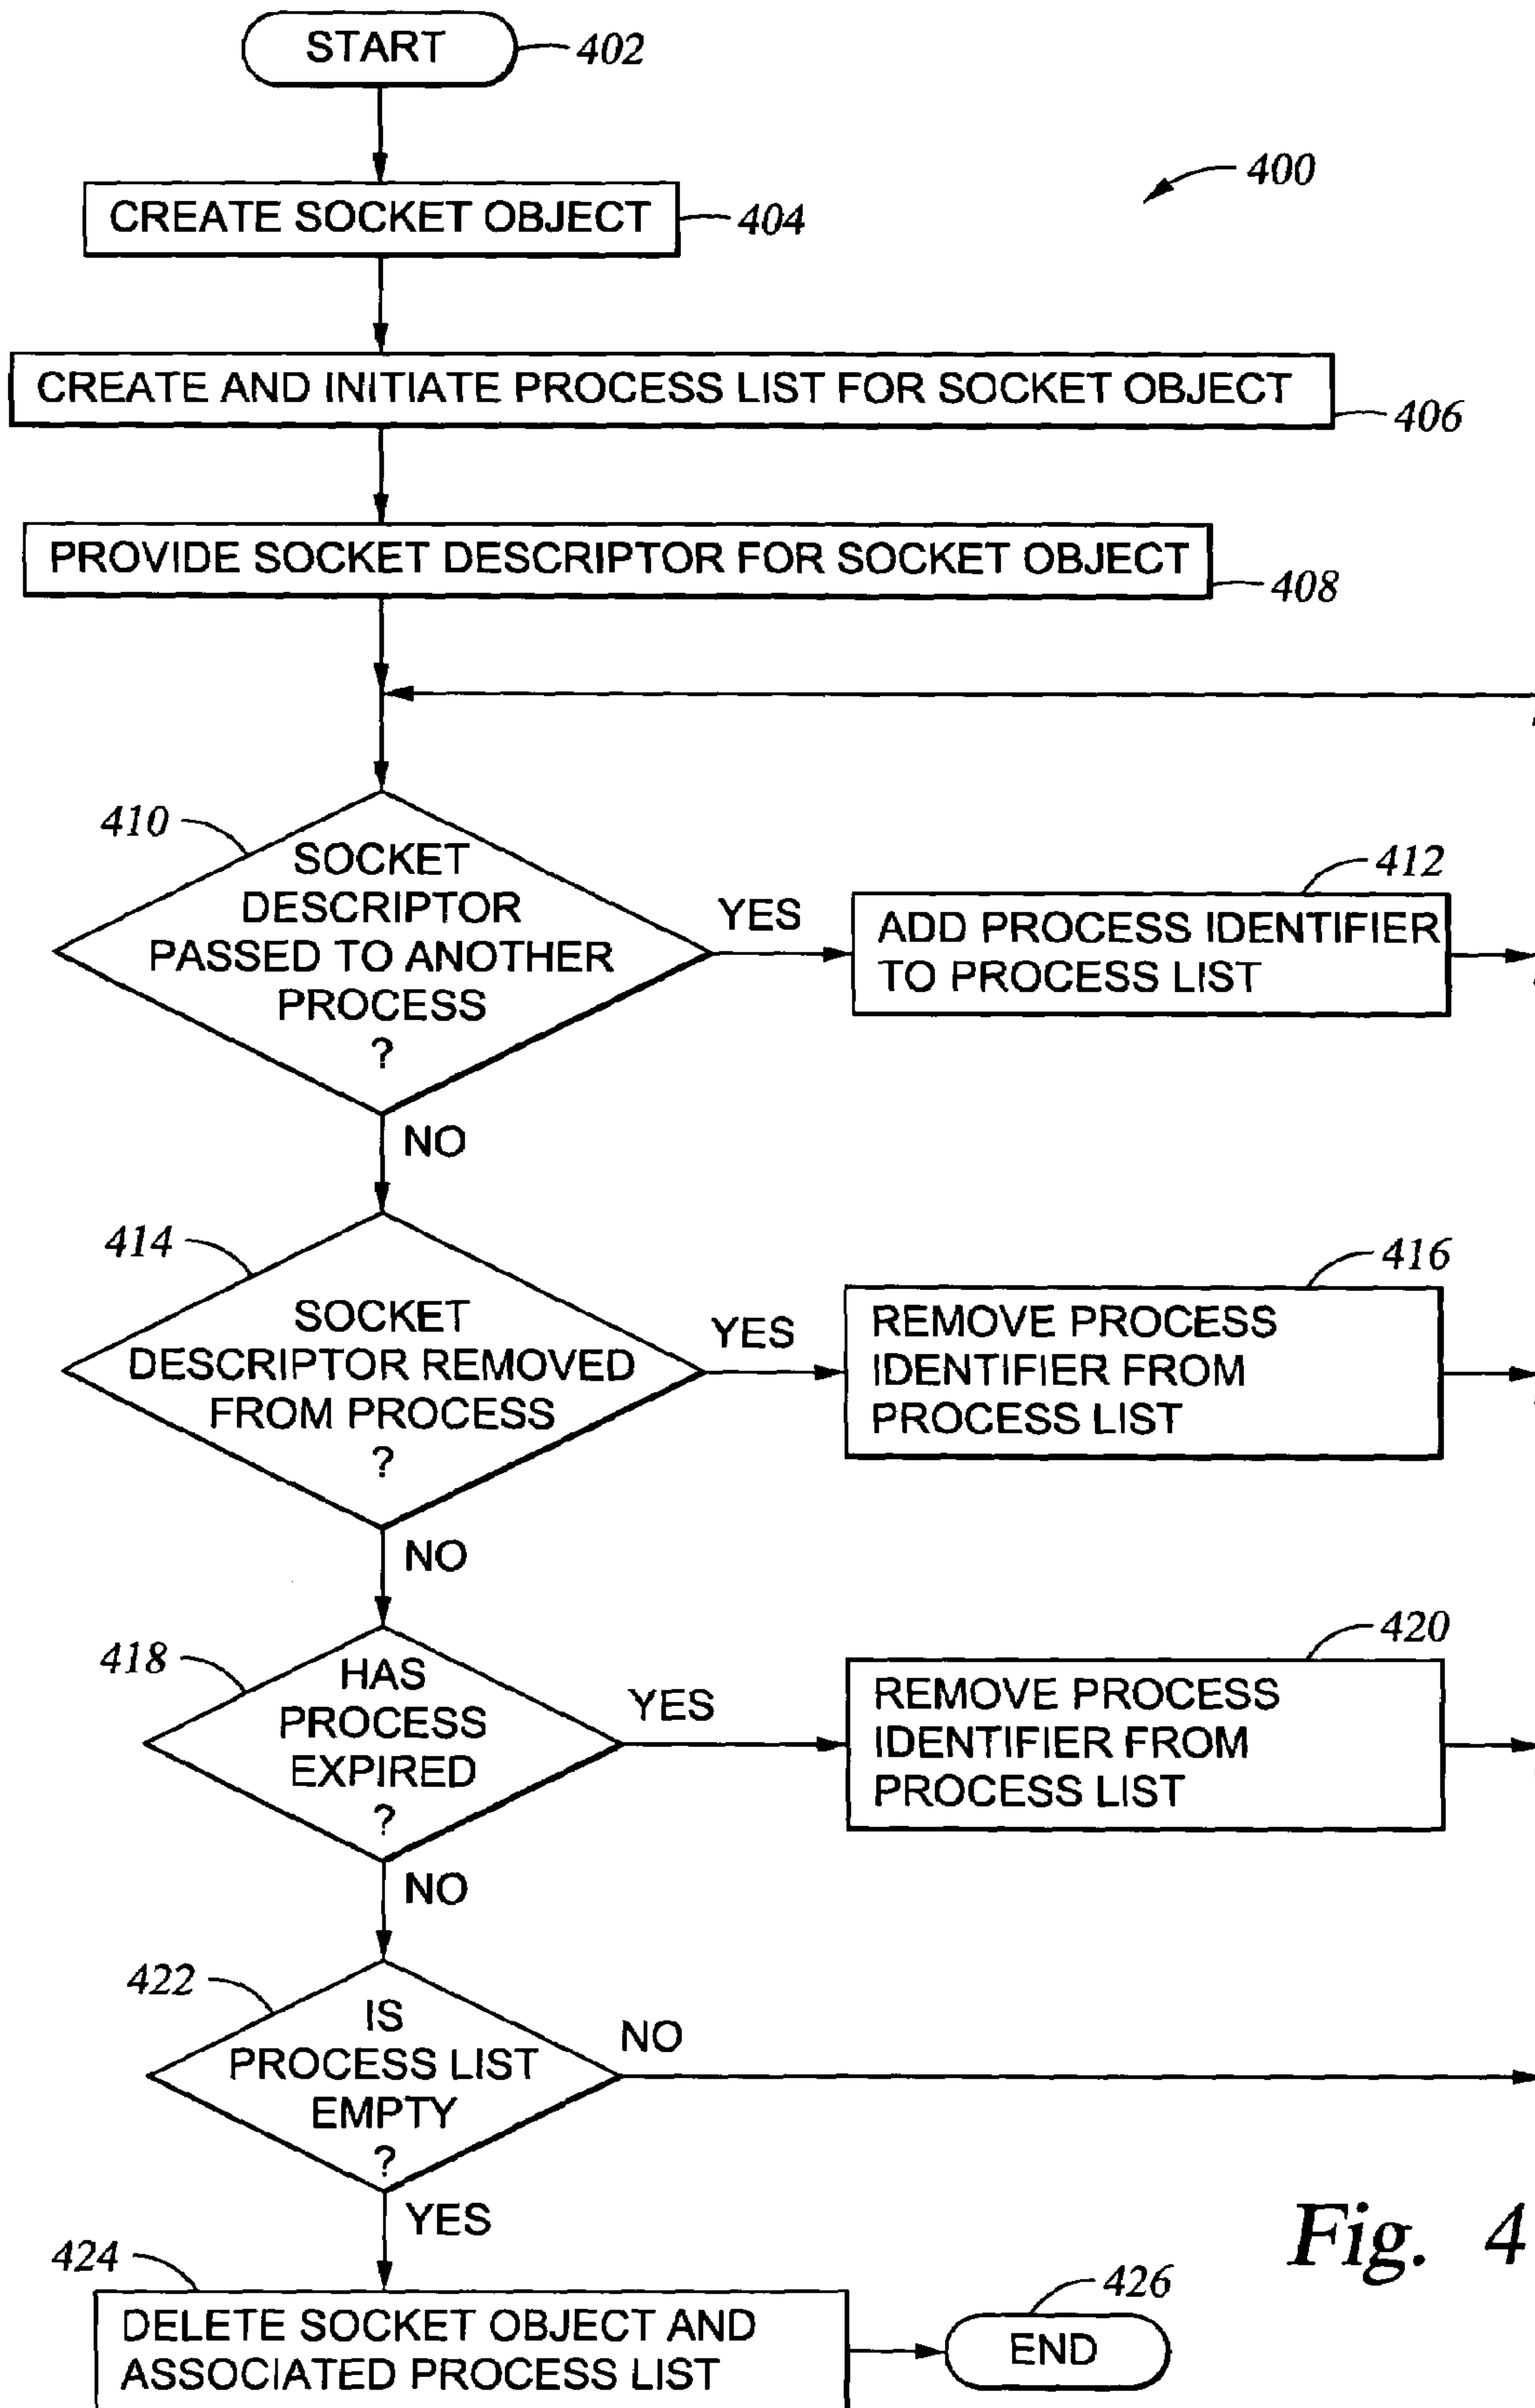 START
402
400
CREATE SOCKET OBJECT
404
CREATE AND INITIATE PROCESS LIST FOR SOCKET OBJECT
406
PROVIDE SOCKET DESCRIPTOR FOR SOCKET OBJECT
408
410
SOCKET
DESCRIPTOR
PASSED TO ANOTHER
PROCESS
?
YES
412
ADD PROCESS IDENTIFIER
TO PROCESS LIST
NO
414
SOCKET
DESCRIPTOR REMOVED
FROM PROCESS
?
YES
416
REMOVE PROCESS
IDENTIFIER FROM
PROCESS LIST
NO
418
HAS
PROCESS
EXPIRED
?
YES
420
REMOVE PROCESS
IDENTIFIER FROM
PROCESS LIST
NO
422
IS
PROCESS LIST
EMPTY
?
NO
YES
424
DELETE SOCKET OBJECT AND
ASSOCIATED PROCESS LIST
426
END
Fig. 4